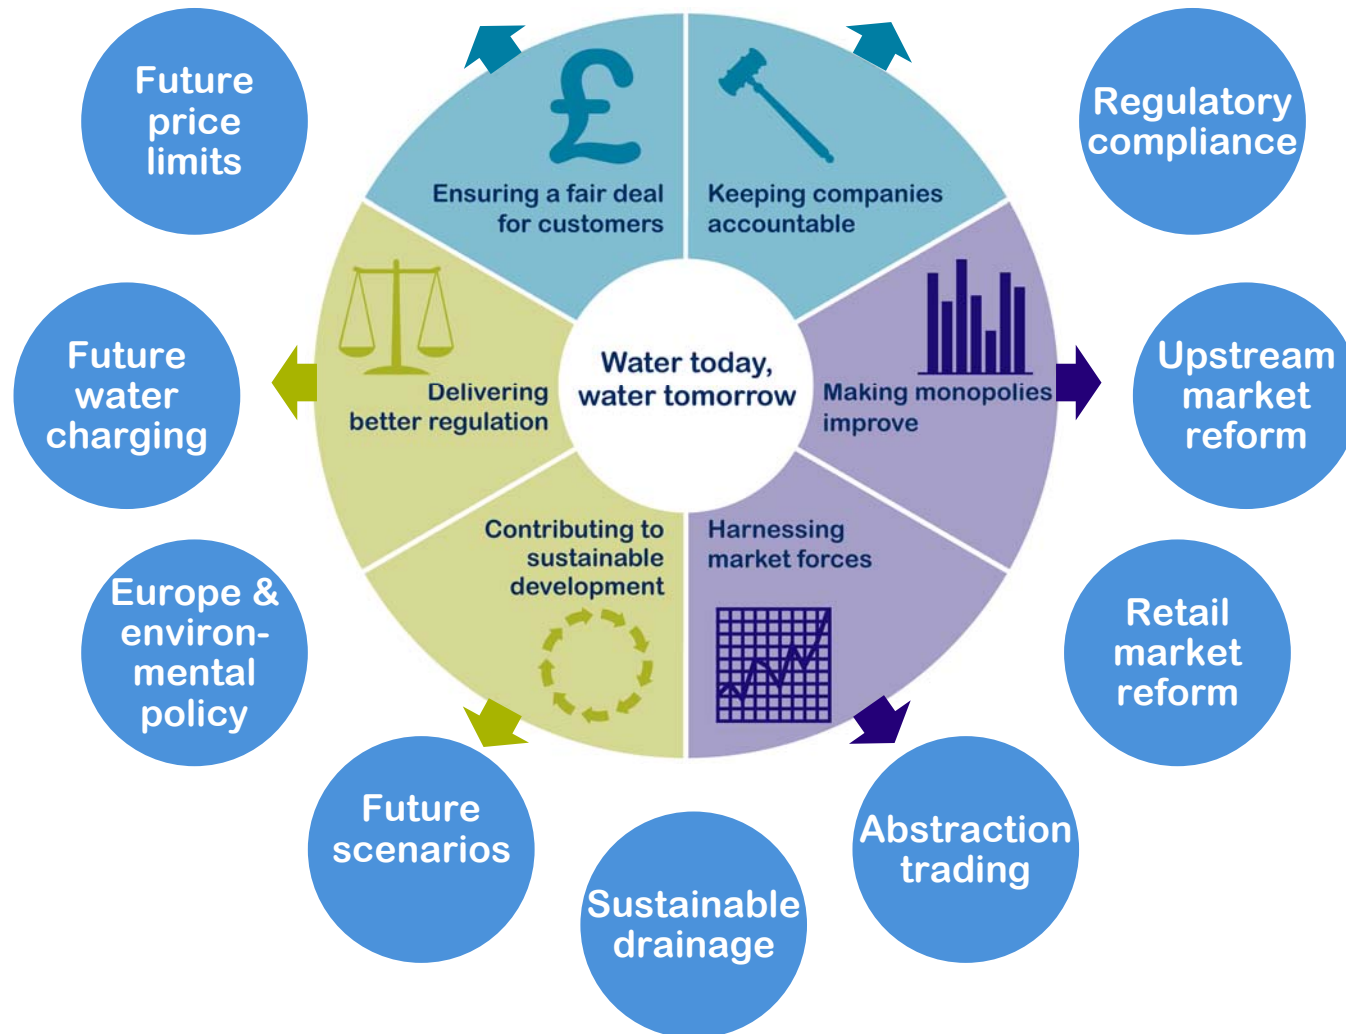 Future
price
limits
Regulatory
compliance
Ensuring a fair deal
for customers
Keeping companies
accountable
Future
water
charging
Delivering
better regulation
Water today,
water tomorrow
Making monopolies
improve
Upstream
market
reform
Contributing to
sustainable
development
Harnessing
market forces
Europe &
environ-
mental
policy
Retail
market
reform
Future
scenarios
Sustainable
drainage
Abstraction
trading
£